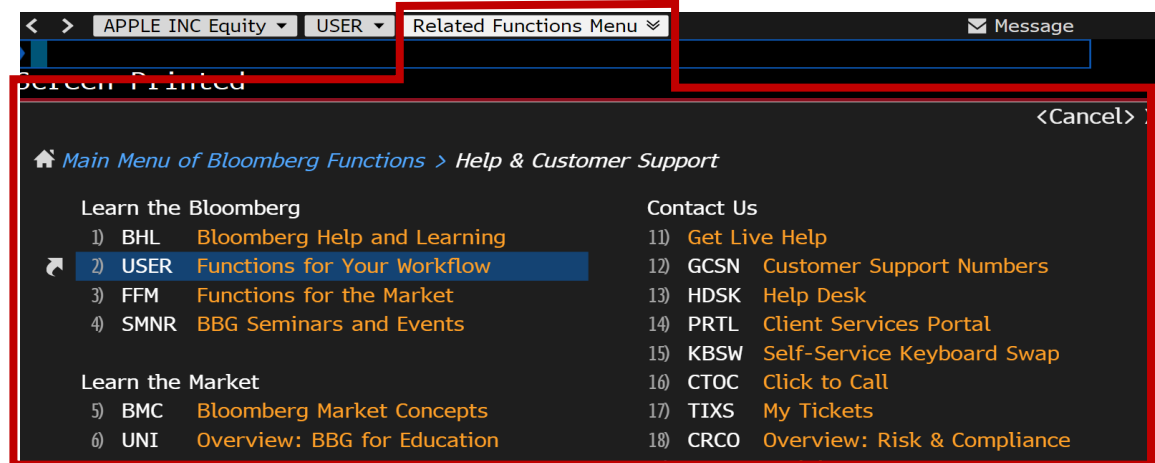 < > APPLE INC Equity USER Related Functions Menu Message
Screen Printed
<Cancel>
Main Menu of Bloomberg Functions > Help & Customer Support
Learn the Bloomberg
1) BHL Bloomberg Help and Learning
2) USER Functions for Your Workflow
3) FFM Functions for the Market
4) SMNR BBG Seminars and Events
Learn the Market
5) BMC Bloomberg Market Concepts
6) UNI Overview: BBG for Education
Contact Us
11) Get Live Help
12) GCSN Customer Support Numbers
13) HDSK Help Desk
14) PRTL Client Services Portal
15) KBSW Self-Service Keyboard Swap
16) CTOC Click to Call
17) TIXS My Tickets
18) CRCO Overview: Risk & Compliance